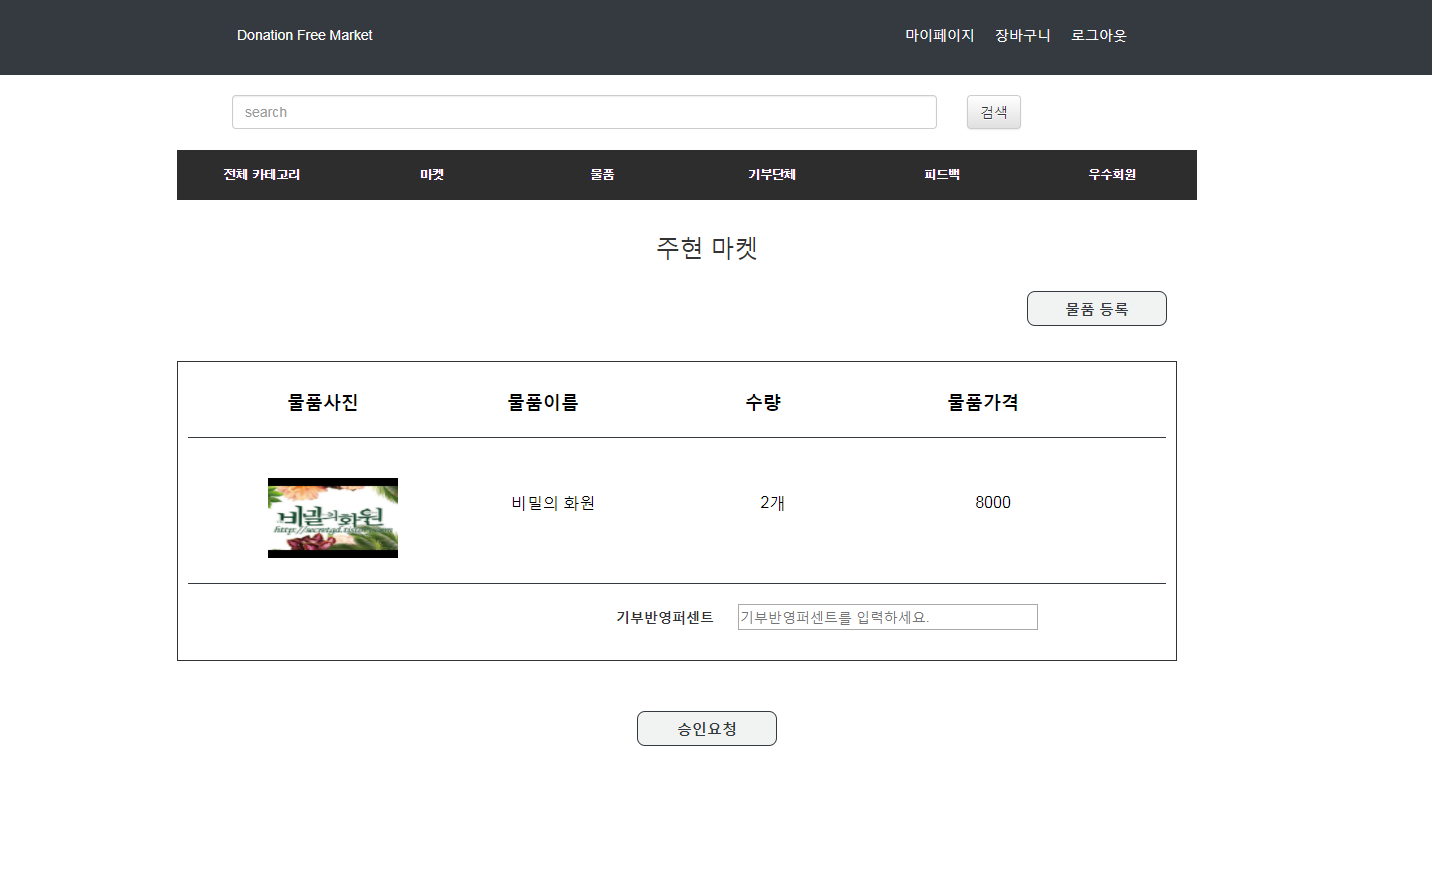 Donation Free Market 마이페이지 장바구니 로그아웃
search 검색
전체 카테고리 마켓 물품 기부단체 피드백 우수회원
주현 마켓
물품 등록
물품사진 물품이름 수량 물품가격
비밀의화원
비밀의 화원 2개 8000
기부반영퍼센트 기부반영퍼센트를 입력하세요.
승인요청